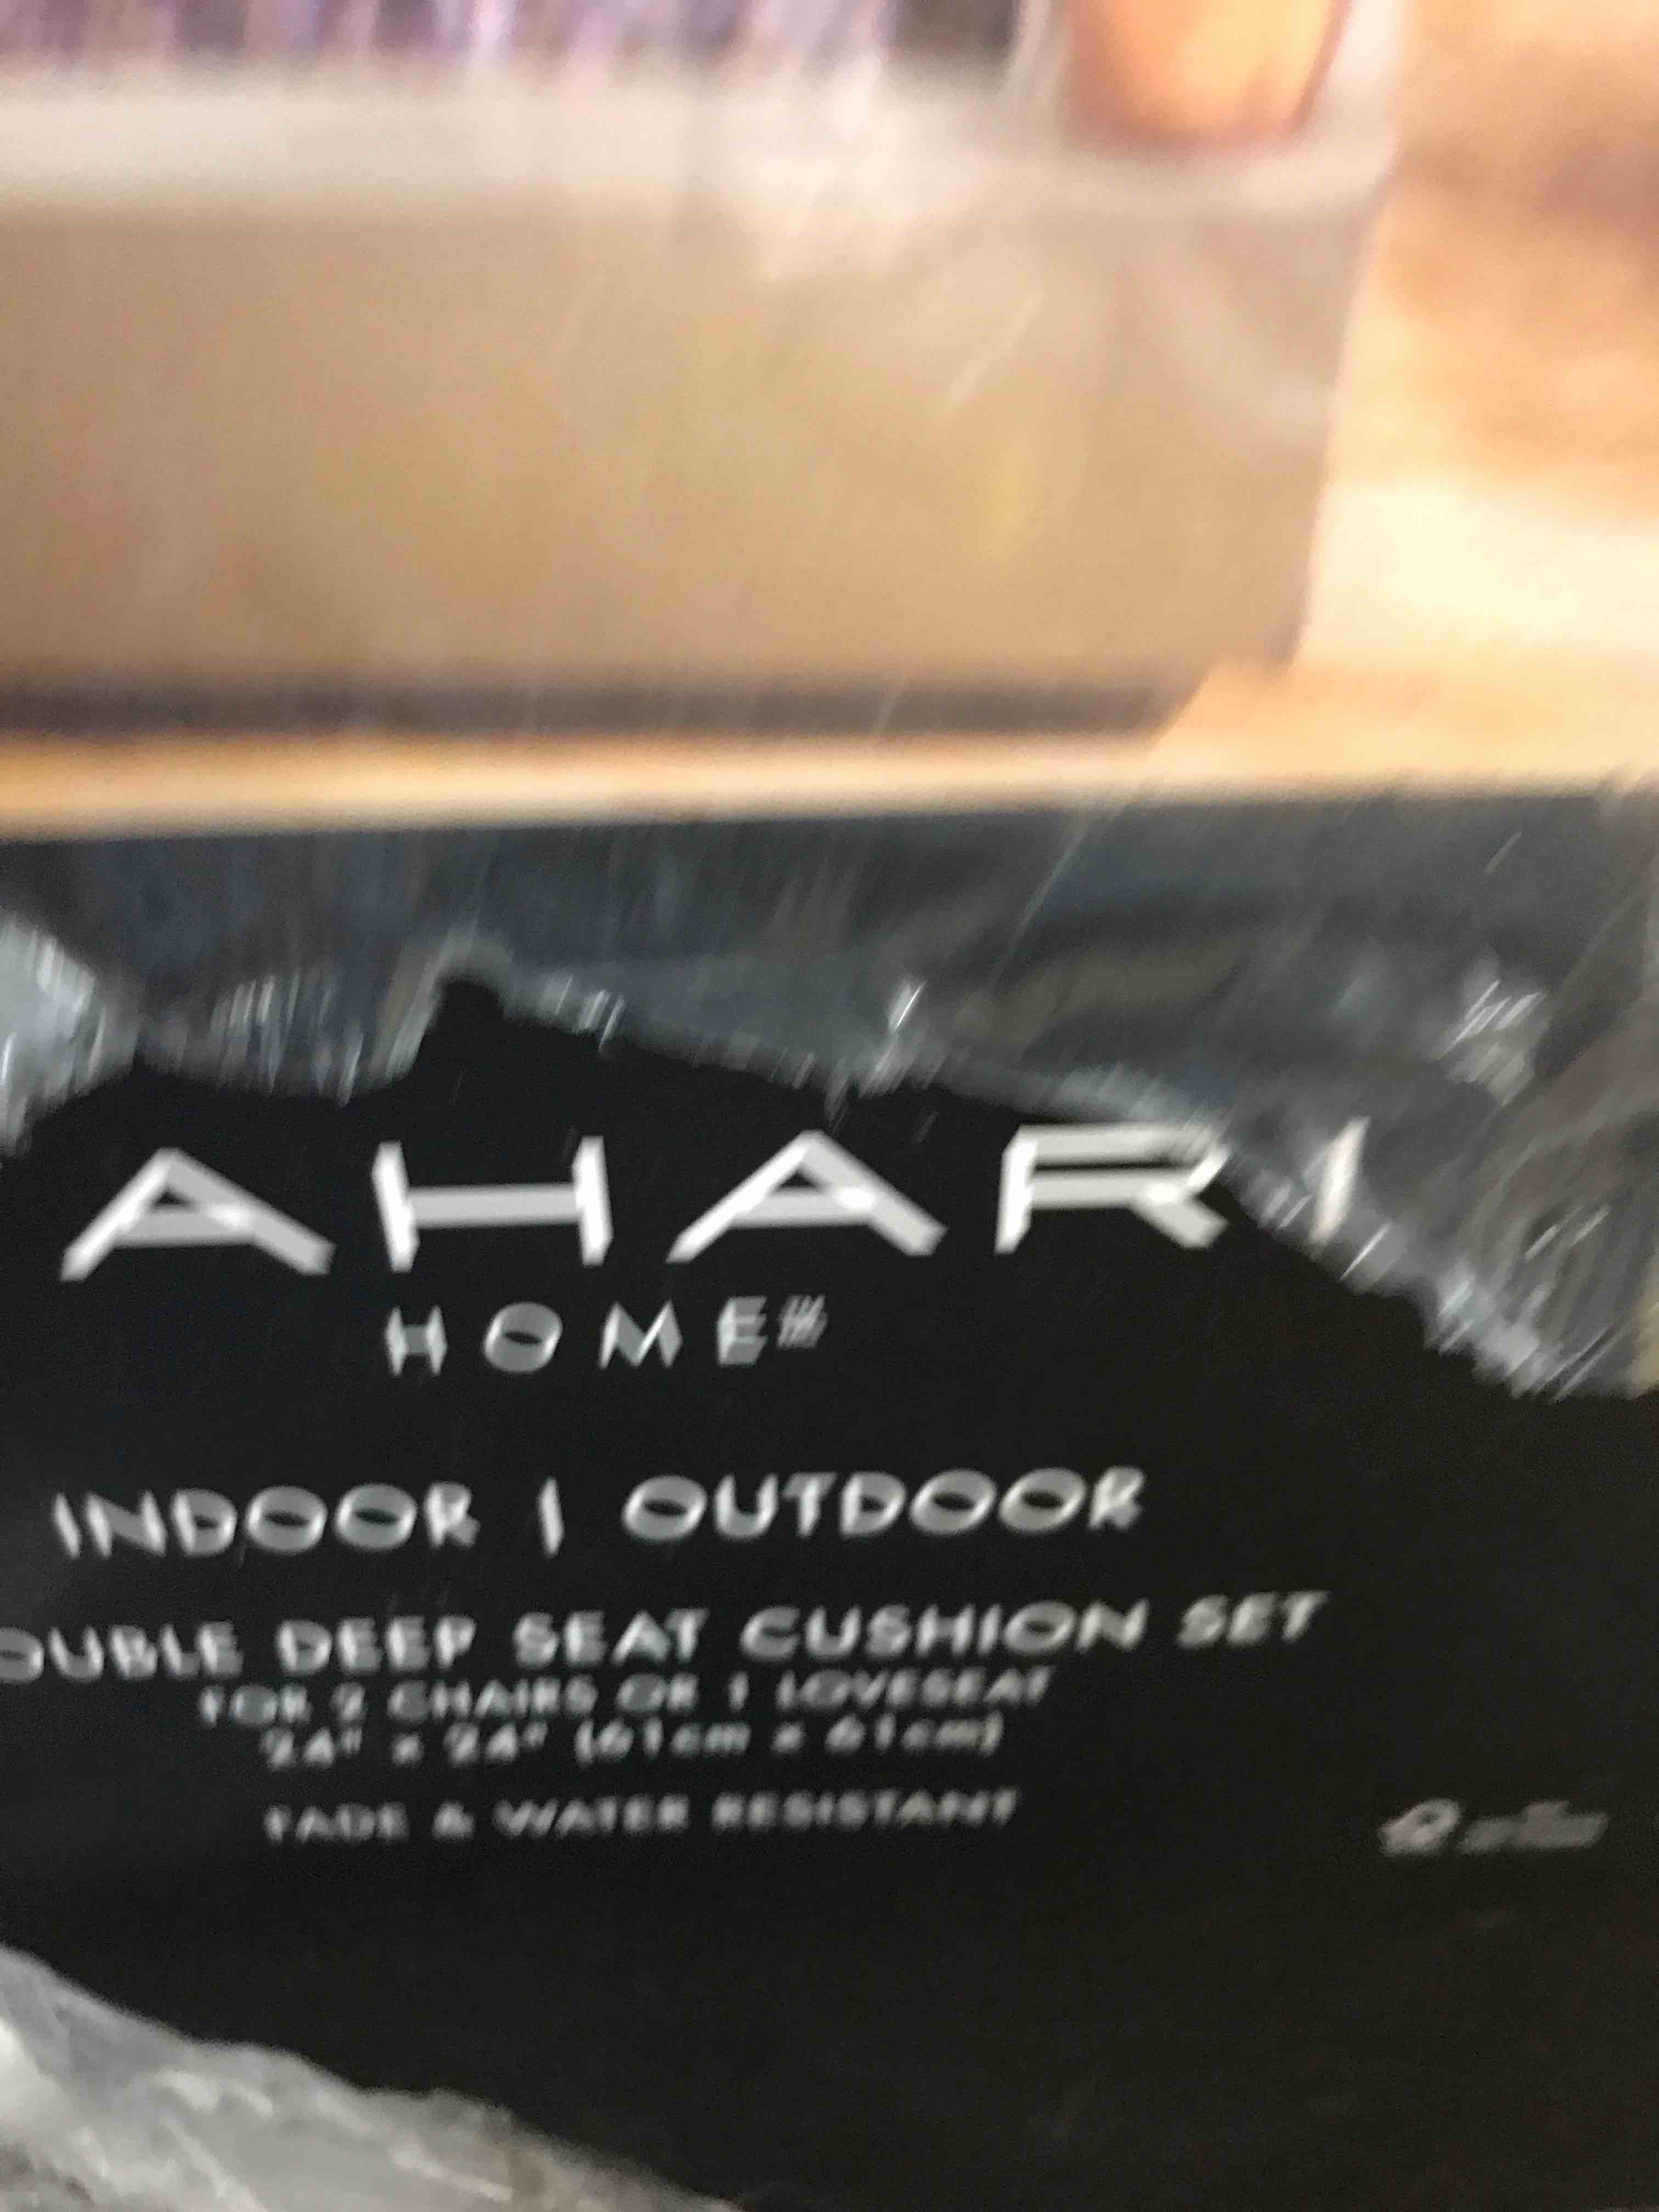 AHARI
HOME
INDOOR | OUTDOOR
OUBLE DEEP SEAT CUSHION SET
FOR 2 CHAIRS OR 1 LOVESEAT
24" x 24" (61cm x 61cm)
FADE & WATER RESISTANT